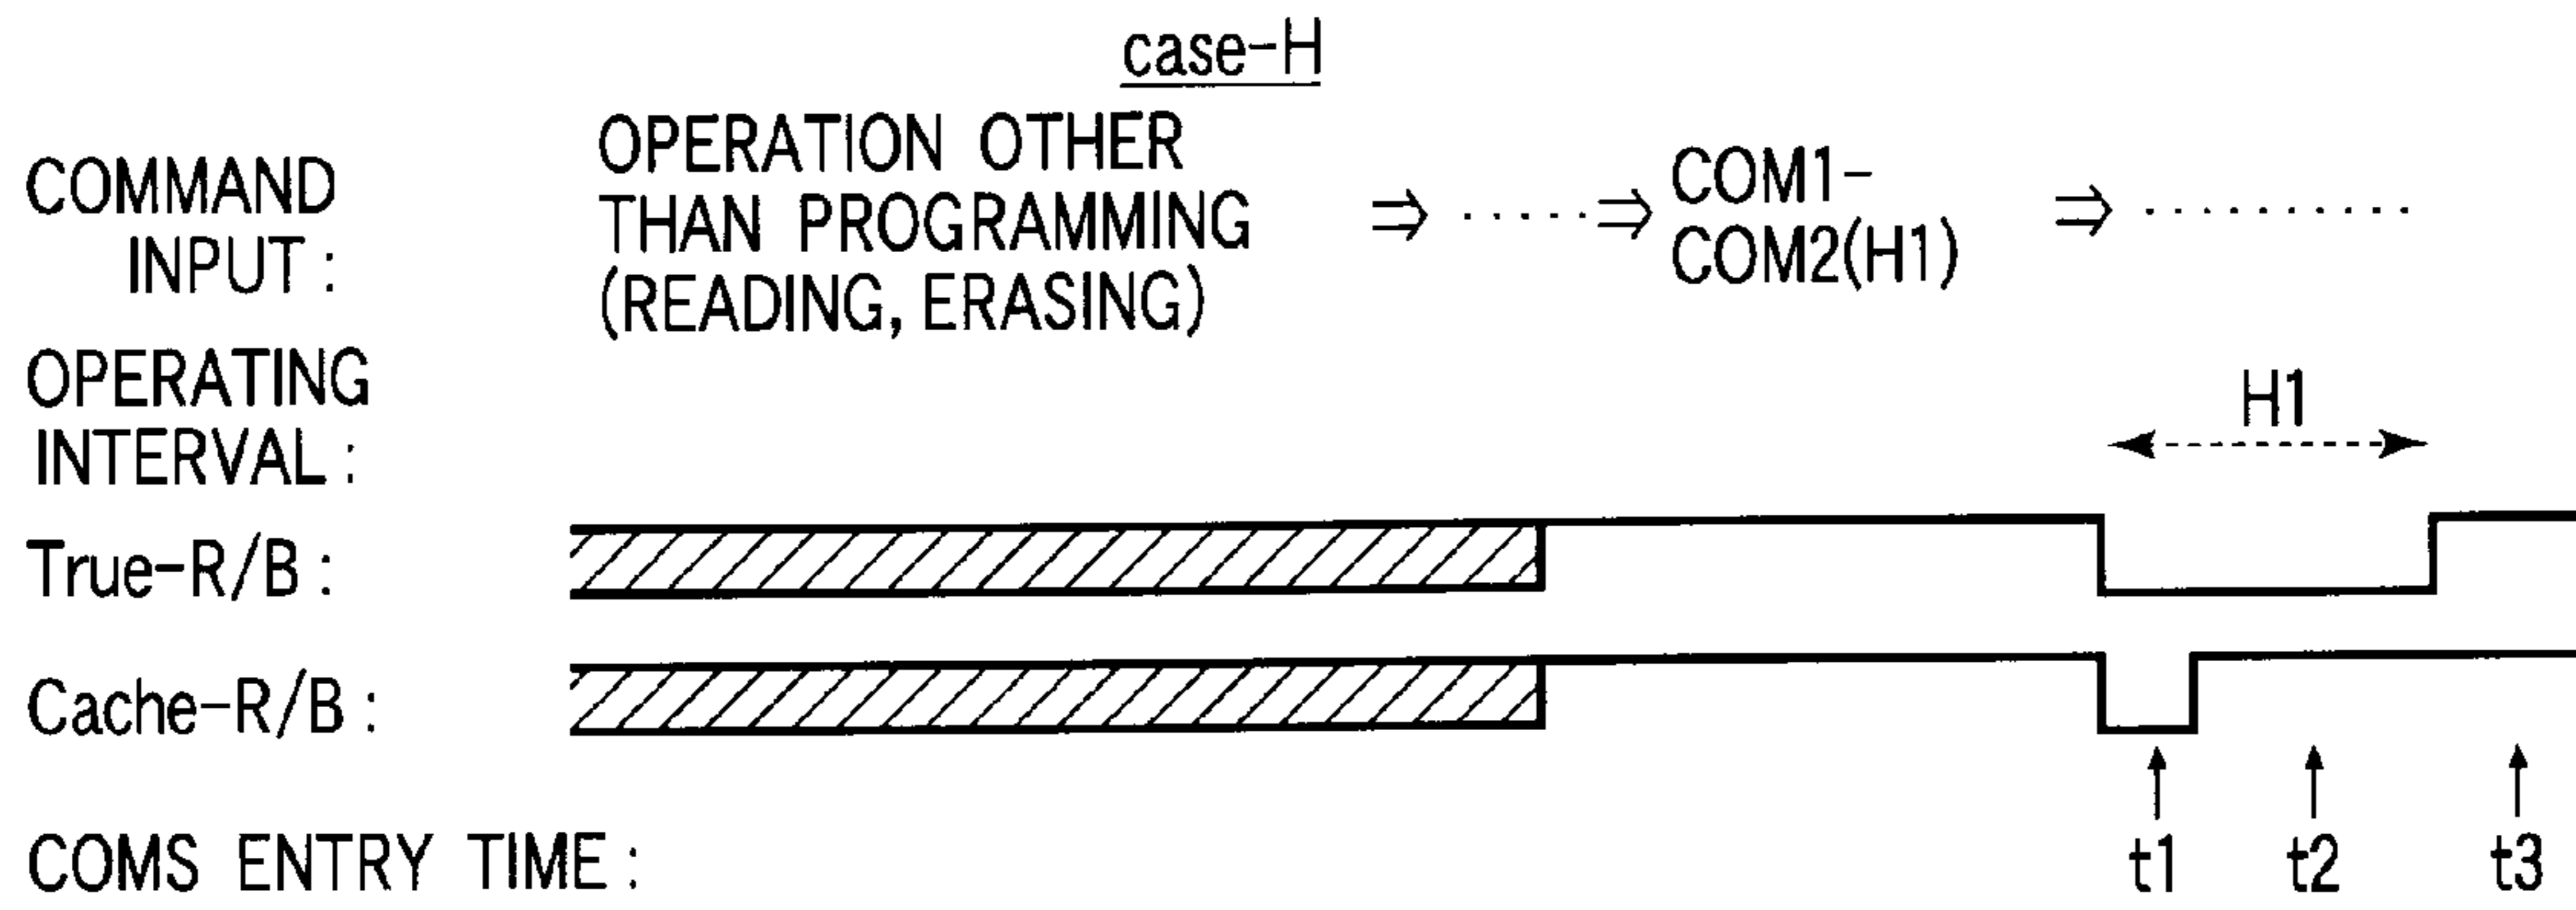 case-H
COMMAND
INPUT :
OPERATION OTHER
THAN PROGRAMMING
(READING, ERASING)
⇒ ····· ⇒
COM1-
COM2(H1)
⇒ ··········
OPERATING
INTERVAL :
H1
True-R/B :
Cache-R/B :
COMS ENTRY TIME :
t1 t2 t3